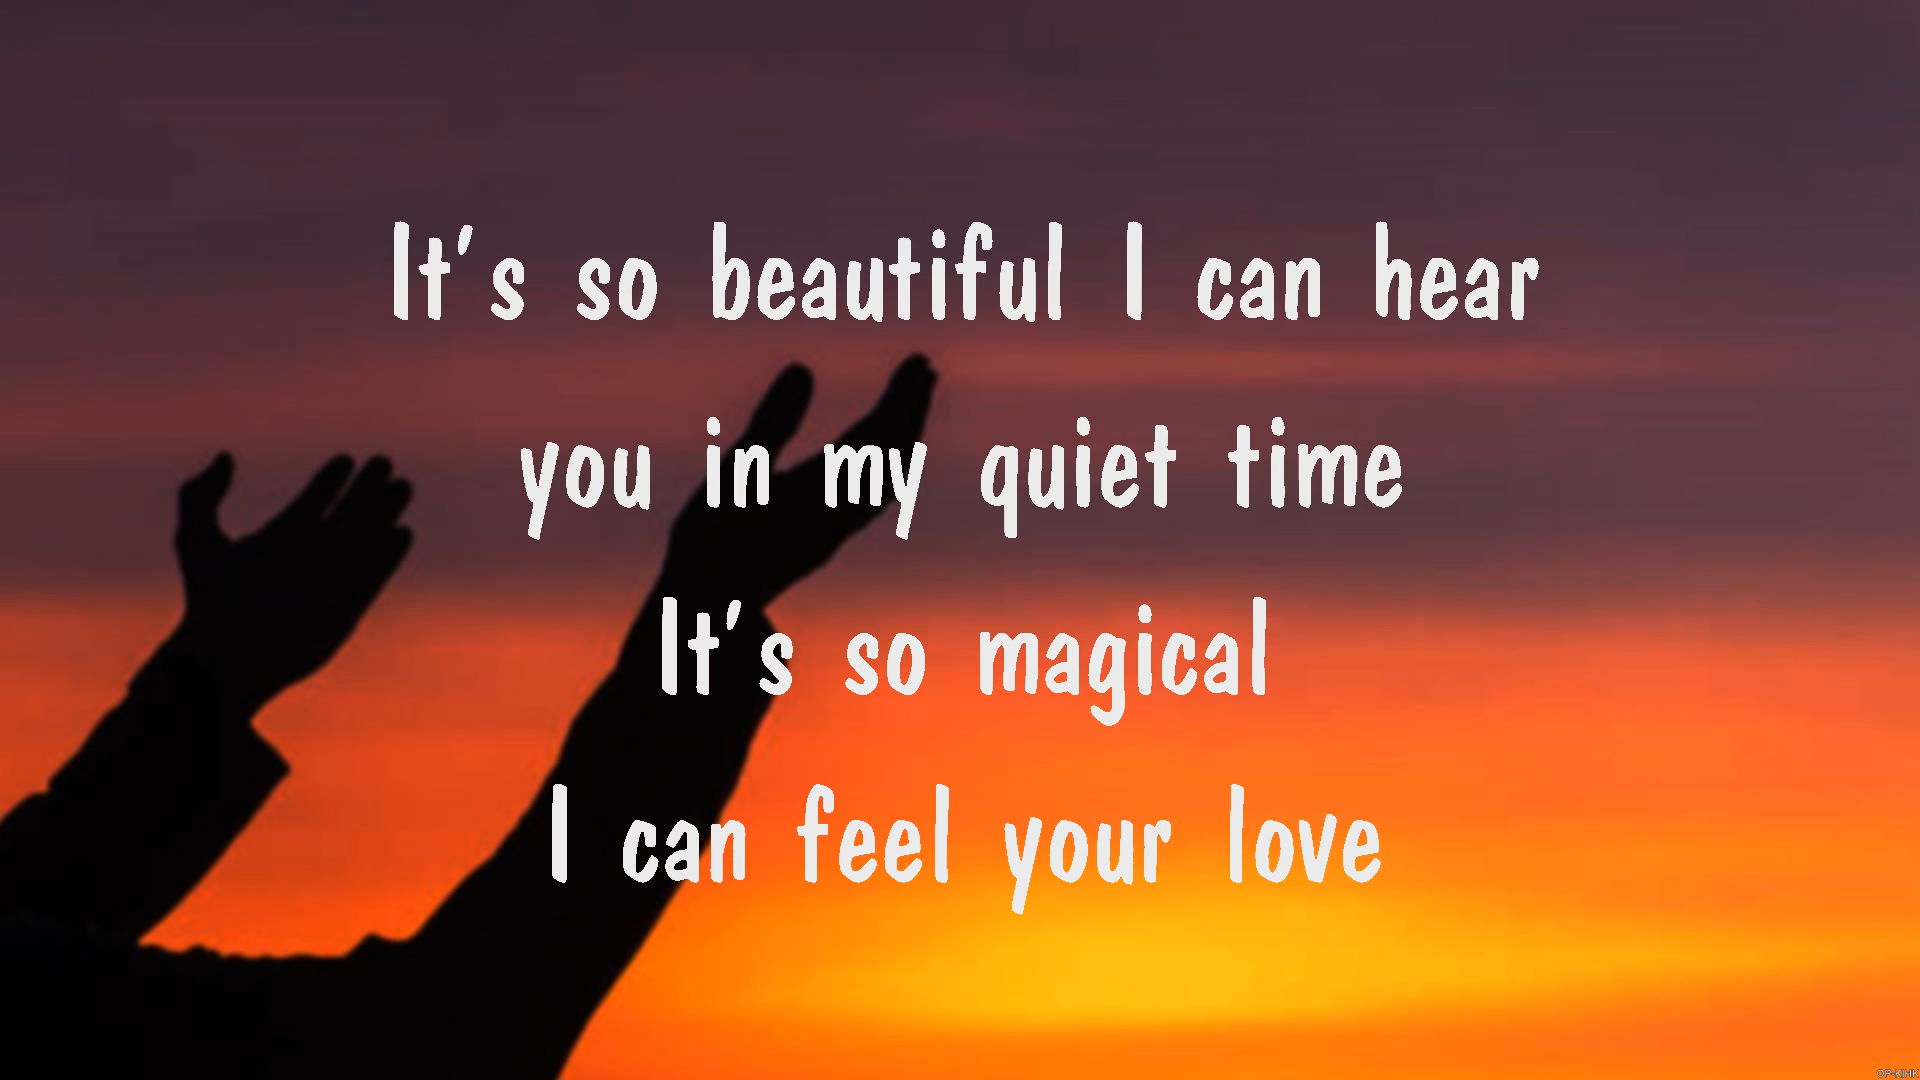 It's so beautiful I can hear
you in my quiet time
It's so magical
I can feel your love